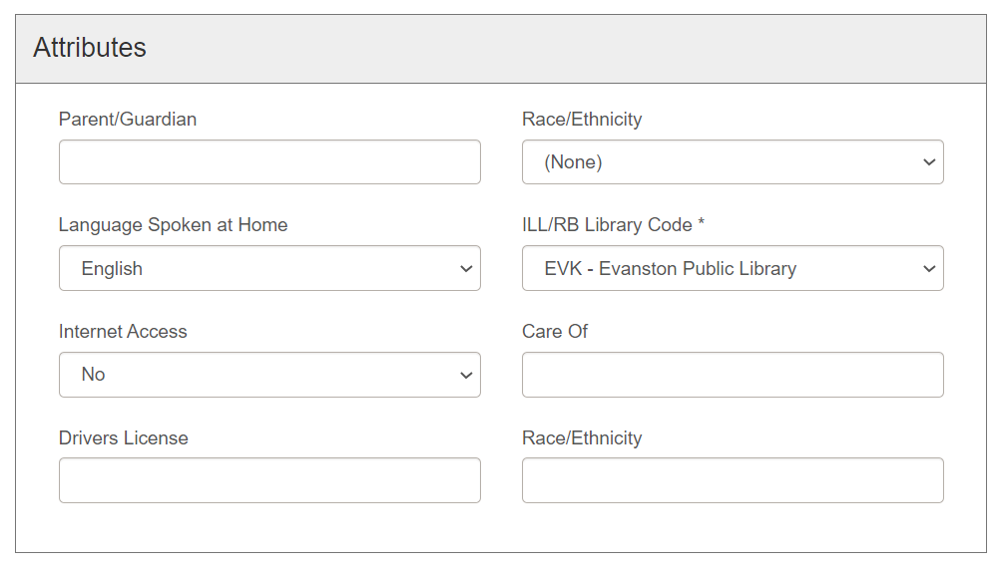 Attributes
Parent/Guardian
Race/Ethnicity
(None)
Language Spoken at Home
ILL/RB Library Code *
English
EVK - Evanston Public Library
Internet Access
Care Of
No
Drivers License
Race/Ethnicity